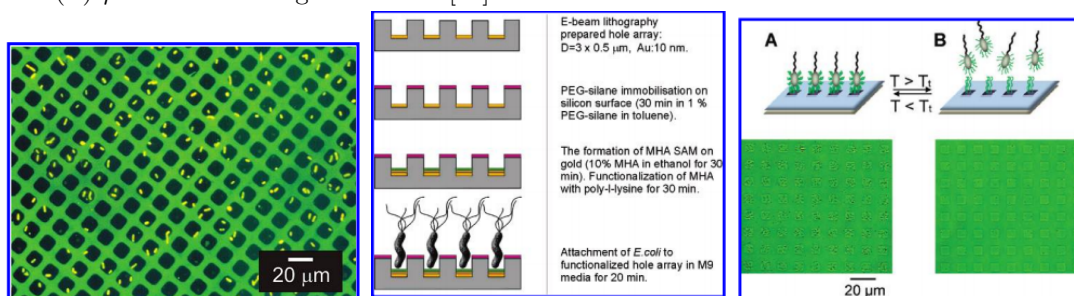 20 μm
E-beam lithography
prepared hole array:
D=3 x 0.5 μm, Au:10 nm.
PEG-silane immobilisation on
silicon surface (30 min in 1 %
PEG-silane in toluene).
The formation of MHA SAM on
gold (10% MHA in ethanol for 30
min). Functionalization of MHA
with poly-l-lysine for 30 min.
Attachment of E.coli to
functionalized hole array in M9
media for 20 min.
A
B
T > Tt
T < Tt
20 μm